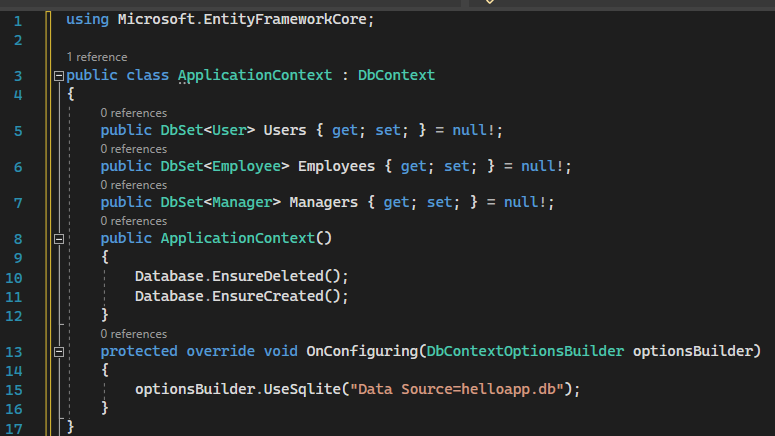 1 using Microsoft.EntityFrameworkCore;
2
1 reference
3 public class ApplicationContext : DbContext
4 {
0 references
5 public DbSet<User> Users { get; set; } = null!;
0 references
6 public DbSet<Employee> Employees { get; set; } = null!;
0 references
7 public DbSet<Manager> Managers { get; set; } = null!;
0 references
8 public ApplicationContext()
9 {
10 Database.EnsureDeleted();
11 Database.EnsureCreated();
12 }
0 references
13 protected override void OnConfiguring(DbContextOptionsBuilder optionsBuilder)
14 {
15 optionsBuilder.UseSqlite("Data Source=helloapp.db");
16 }
17 }